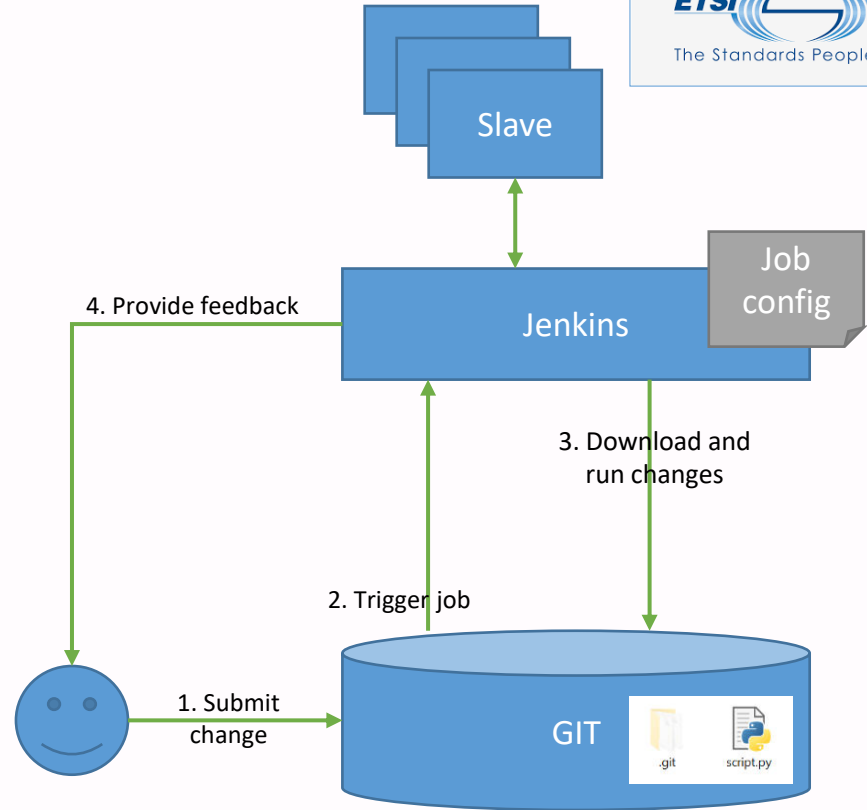 ETSI
The Standards People
Slave
Job
config
4. Provide feedback
Jenkins
3. Download and
run changes
2. Trigger job
1. Submit
change
GIT
.git
script.py